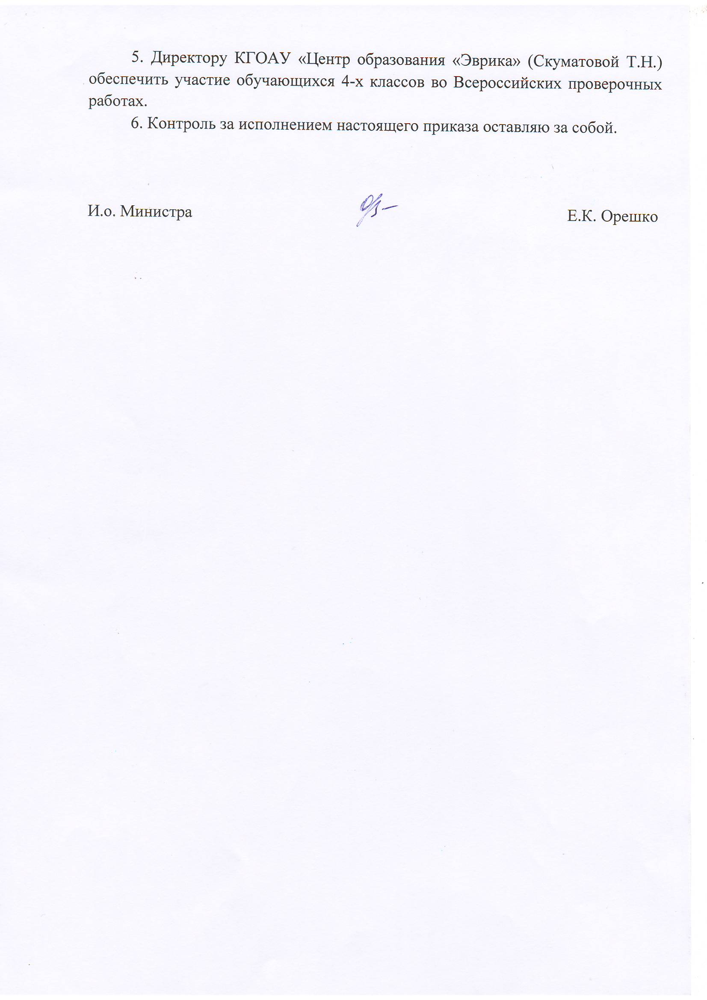 5. Директору КГОАУ «Центр образования «Эврика» (Скуматовой Т.Н.)
обеспечить участие обучающихся 4-х классов во Всероссийских проверочных
работах.
6. Контроль за исполнением настоящего приказа оставляю за собой.
И.о. Министра
Е.К. Орешко